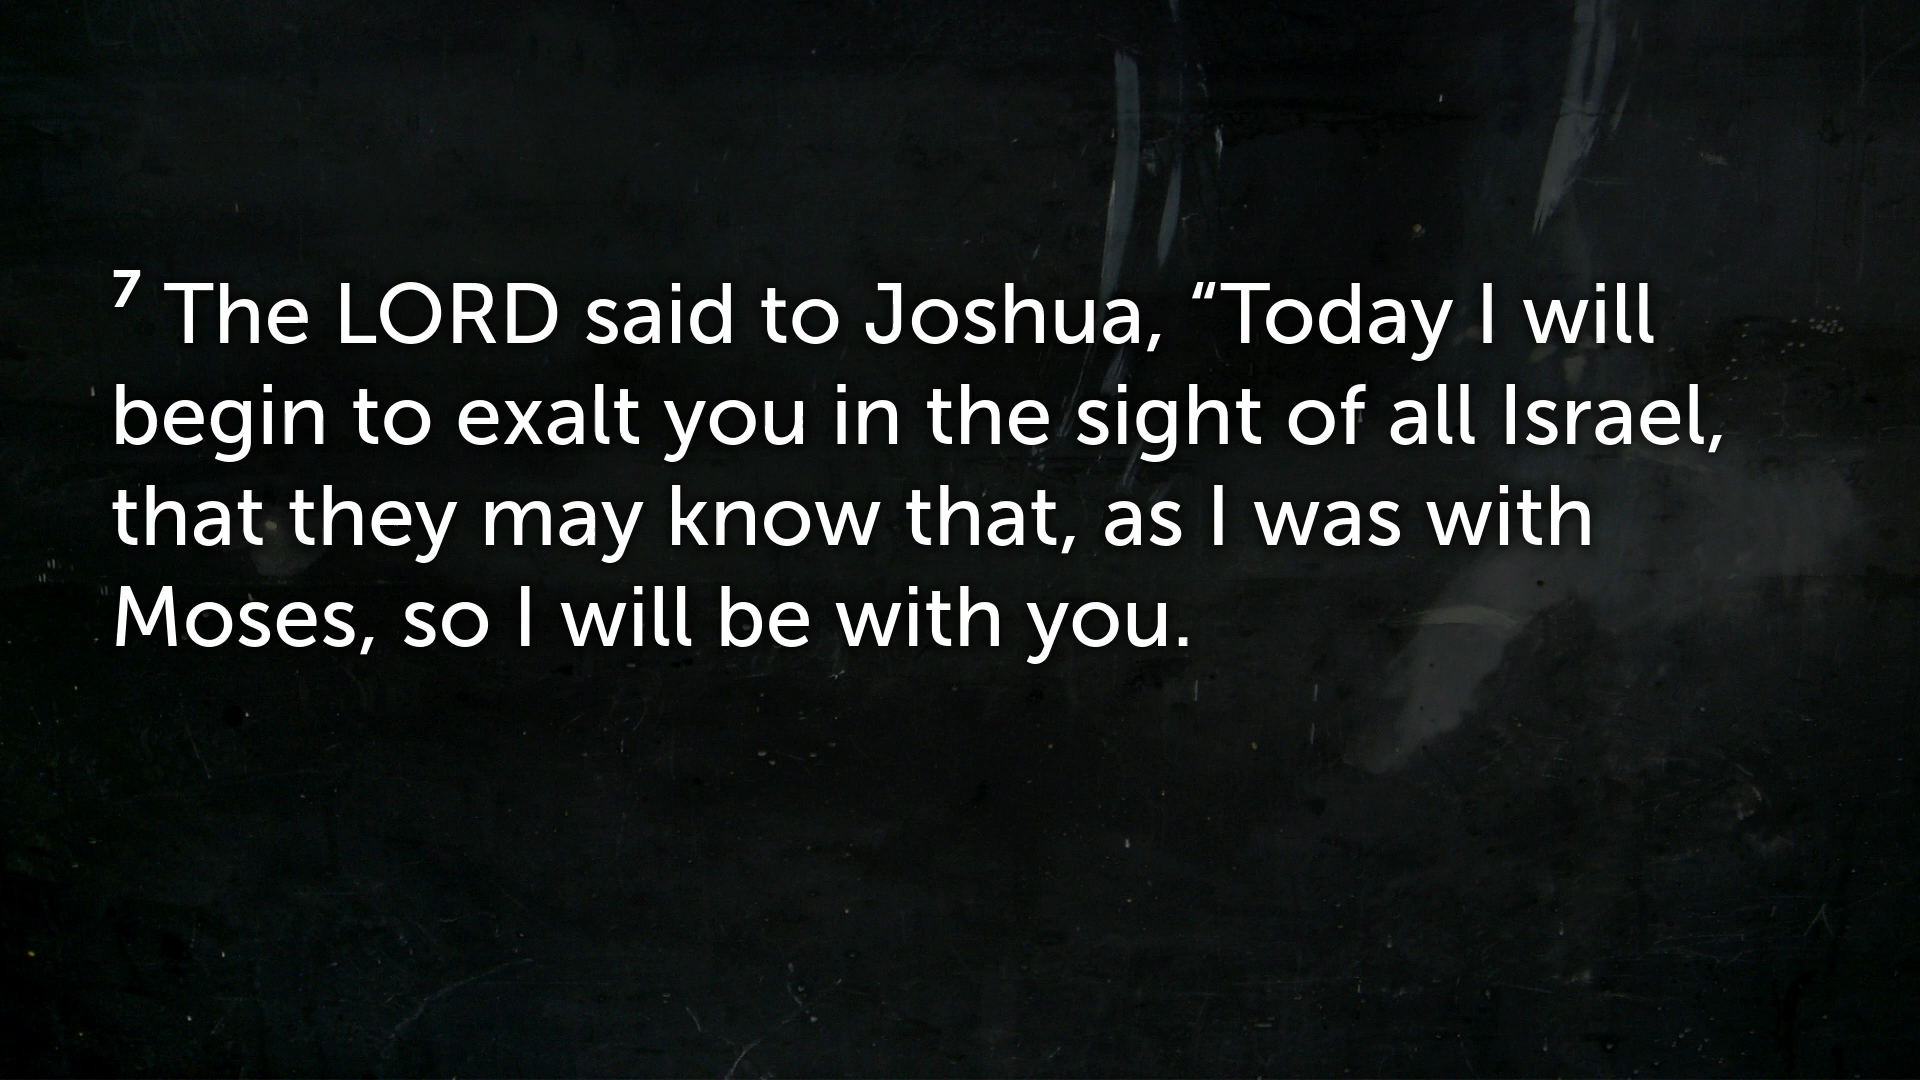 ⁷ The LORD said to Joshua, “Today I will
begin to exalt you in the sight of all Israel,
that they may know that, as I was with
Moses, so I will be with you.